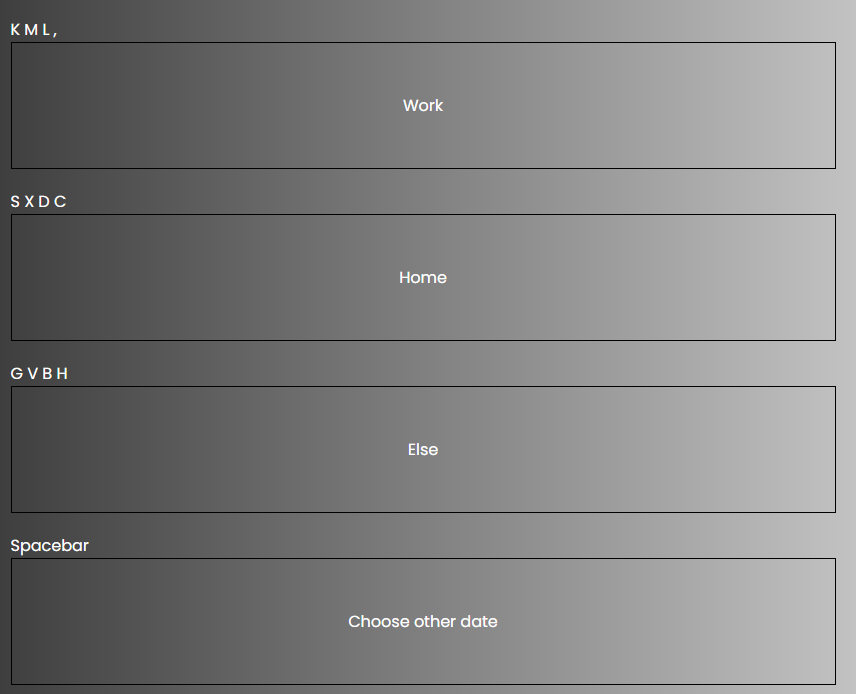 K M L ,
Work
S X D C
Home
G V B H
Else
Spacebar
Choose other date